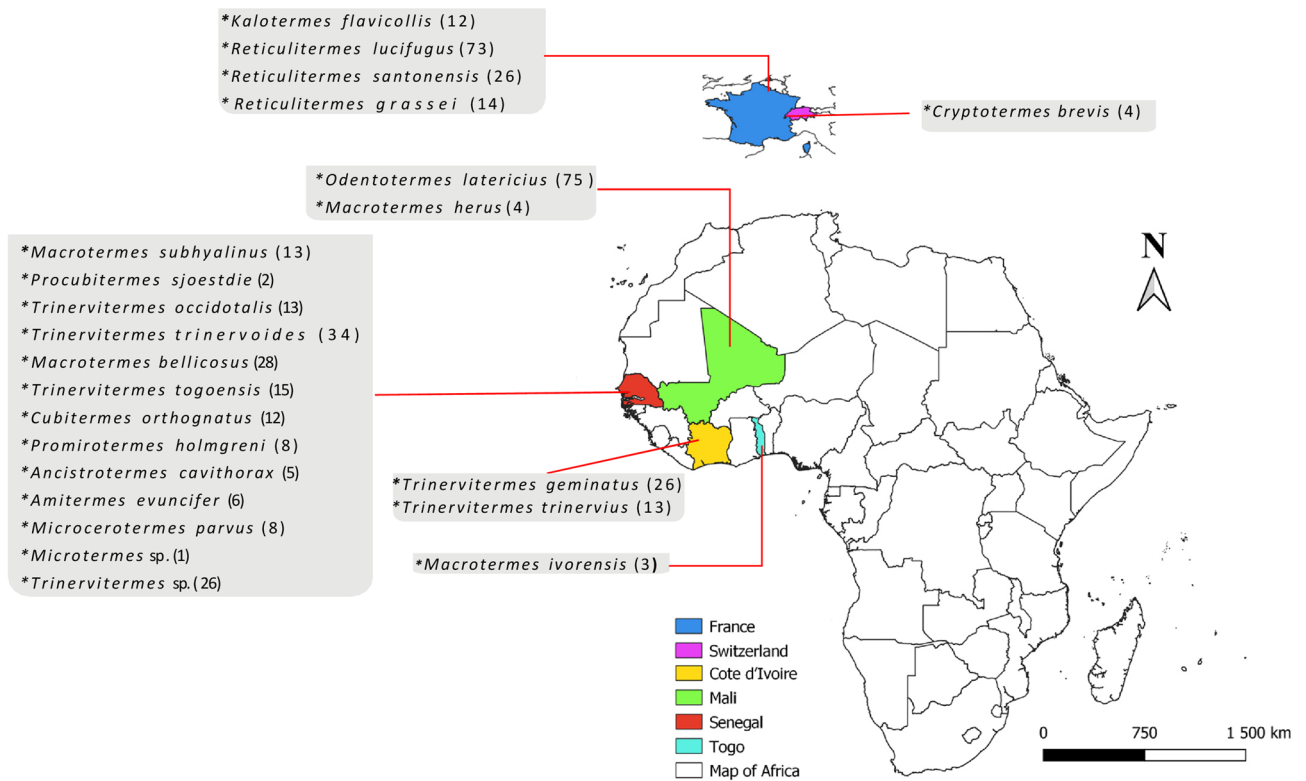 *Kalotermes flavicollis (12)
*Reticulitermes lucifugus (73)
*Reticulitermes santonensis (26)
*Reticulitermes grassei (14)
*Cryptotermes brevis (4)
*Odentotermes latericius (75)
*Macrotermes herus (4)
*Macrotermes subhyalinus (13)
*Procubitermes sjoestdie (2)
*Trinervitermes occidotalis (13)
*Trinervitermes trinervoides (34)
*Macrotermes bellicosus (28)
*Trinervitermes togoensis (15)
*Cubitermes orthognatus (12)
*Promirotermes holmgreni (8)
*Ancistrotermes cavithorax (5)
*Amitermes evuncifer (6)
*Microcerotermes parvus (8)
*Microtermes sp. (1)
*Trinervitermes sp. (26)
*Trinervitermes geminatus (26)
*Trinervitermes trinervius (13)
*Macrotermes ivorensis (3)
N
France
Switzerland
Cote d'Ivoire
Mali
Senegal
Togo
Map of Africa
0 750 1 500 km